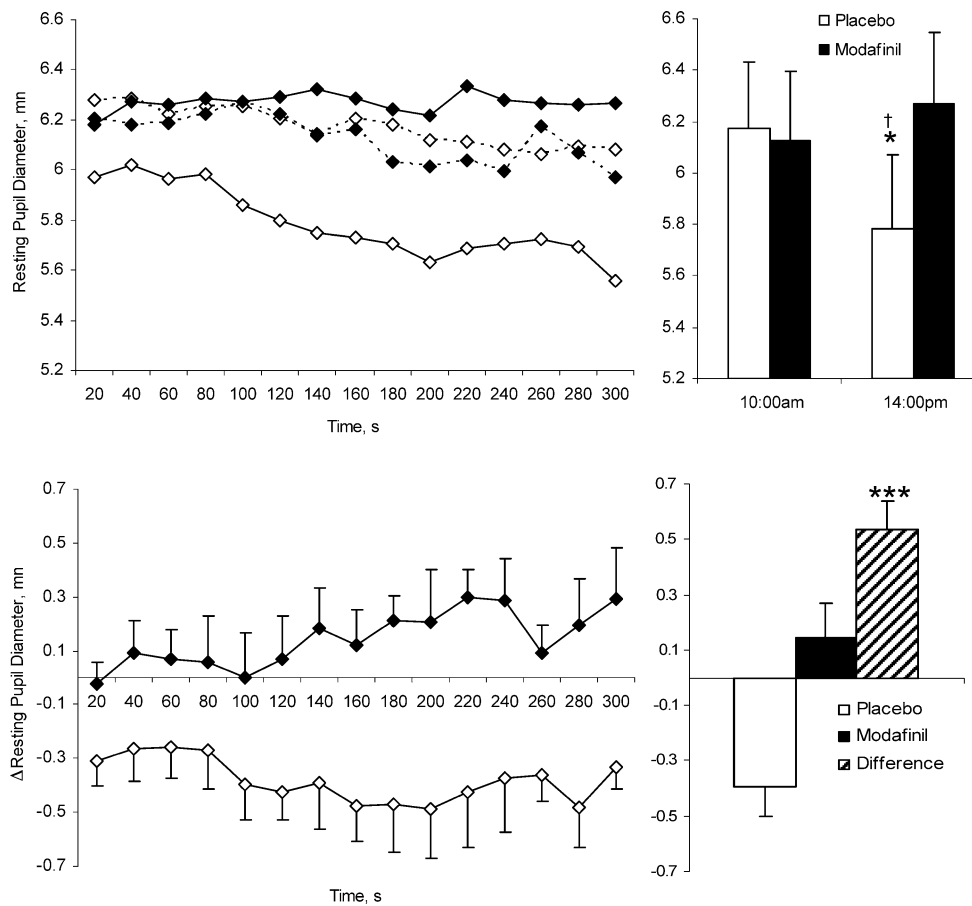 6.6
6.4
6.2
6
5.8
5.6
5.4
5.2
Resting Pupil Diameter, mn
20 40 60 80 100 120 140 160 180 200 220 240 260 280 300
Time, s
6.6
6.4
6.2
6
5.8
5.6
5.4
5.2
Placebo
Modafinil
†
*
10:00am 14:00pm
0.7
0.5
0.3
0.1
-0.1
-0.3
-0.5
-0.7
ΔResting Pupil Diameter, mn
20 40 60 80 100 120 140 160 180 200 220 240 260 280 300
Time, s
0.7
0.5
0.3
0.1
-0.1
-0.3
-0.5
-0.7
***
Placebo
Modafinil
Difference